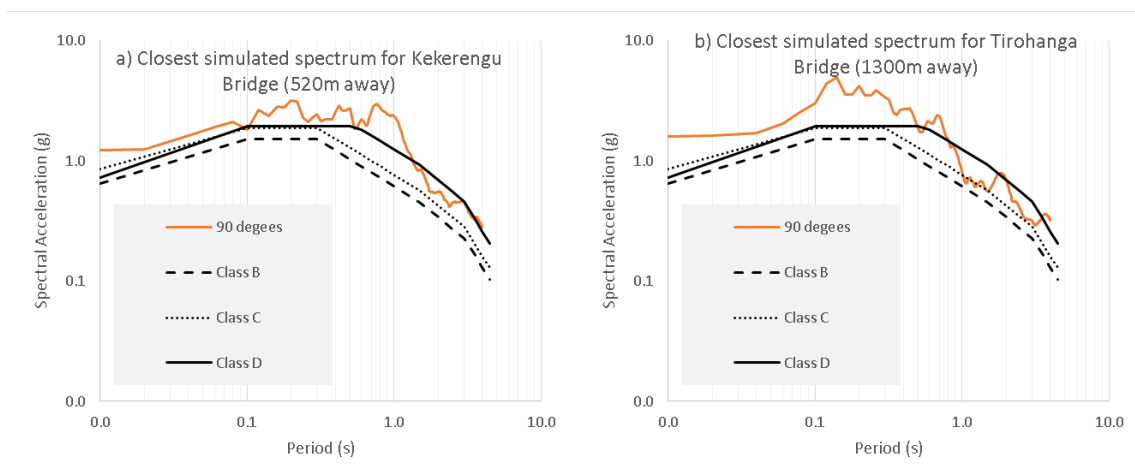 a) Closest simulated spectrum for Kekerengu
Bridge (520m away)
10.0
1.0
0.1
0.0
Spectral Acceleration (g)
90 degees
Class B
Class C
Class D
0.0 0.1 1.0 10.0
Period (s)
b) Closest simulated spectrum for Tirohanga
Bridge (1300m away)
10.0
1.0
0.1
0.0
Spectral Acceleration (g)
90 degees
Class B
Class C
Class D
0.0 0.1 1.0 10.0
Period (s)